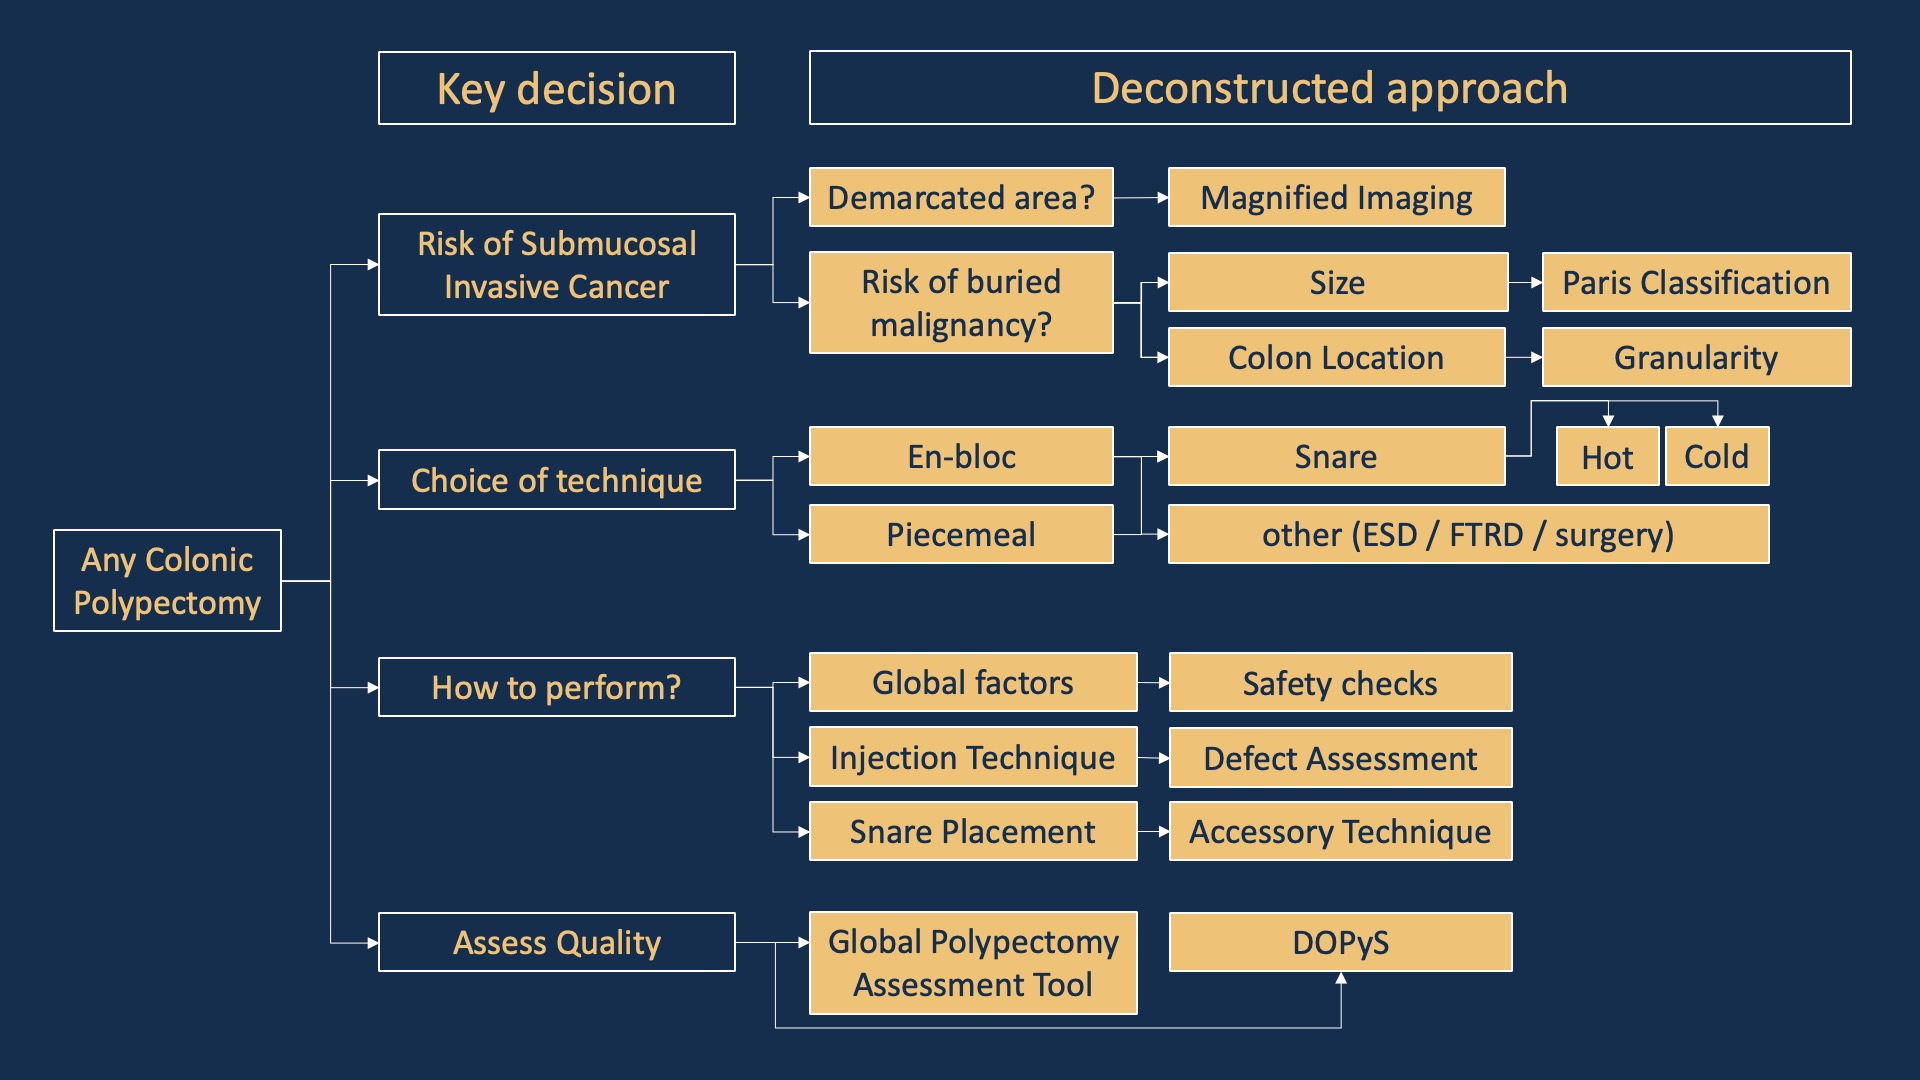 Key decision
Deconstructed approach
Demarcated area?
Magnified Imaging
Risk of Submucosal
Invasive Cancer
Risk of buried
malignancy?
Size
Paris Classification
Colon Location
Granularity
Choice of technique
En-bloc
Snare
Hot
Cold
Piecemeal
other (ESD / FTRD / surgery)
Any Colonic
Polypectomy
How to perform?
Global factors
Safety checks
Injection Technique
Defect Assessment
Snare Placement
Accessory Technique
Assess Quality
Global Polypectomy
Assessment Tool
DOPyS